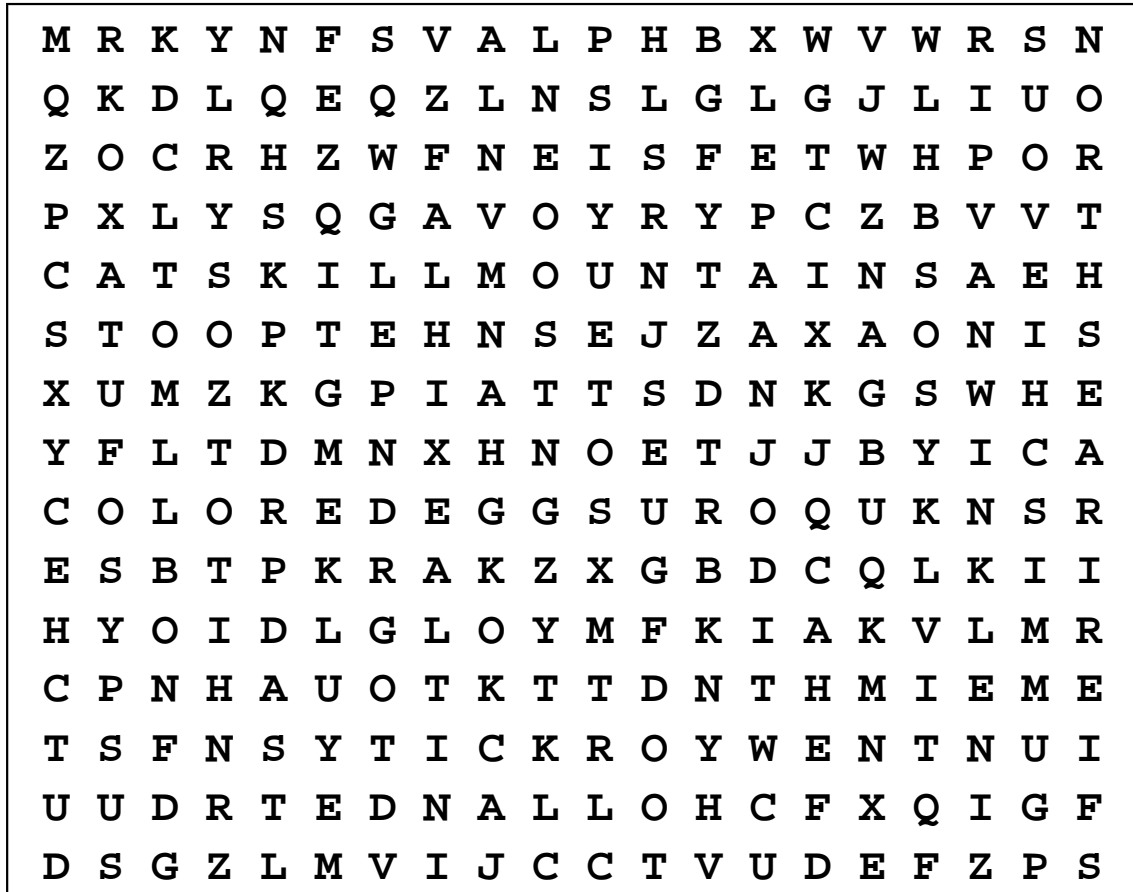 M R K Y N F S V A L P H B X W V W R S N
Q K D L Q E Q Z L N S L G L G J L I U O
Z O C R H Z W F N E I S F E T W H P O R
P X L Y S Q G A V O Y R Y P C Z B V V T
C A T S K I L L M O U N T A I N S A E H
S T O O P T E H N S E J Z A X A O N I S
X U M Z K G P I A T T S D N K G S W H E
Y F L T D M N X H N O E T J J B Y I C A
C O L O R E D E G G S U R O Q U K N S R
E S B T P K R A K Z X G B D C Q L K I I
H Y O I D L G L O Y M F K I A K V L M R
C P N H A U O T K T T D N T H M I E M E
T S F N S Y T I C K R O Y W E N T N U I
U U D R T E D N A L L O H C F X Q I G F
D S G Z L M V I J C C T V U D E F Z P S